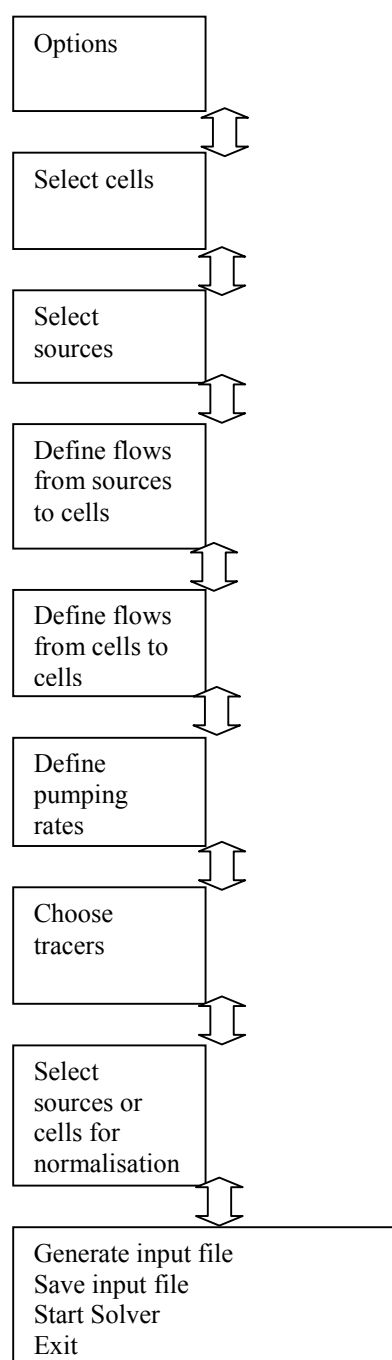 Options
Select cells
Select
sources
Define flows
from sources
to cells
Define flows
from cells to
cells
Define
pumping
rates
Choose
tracers
Select
sources or
cells for
normalisation
Generate input file
Save input file
Start Solver
Exit